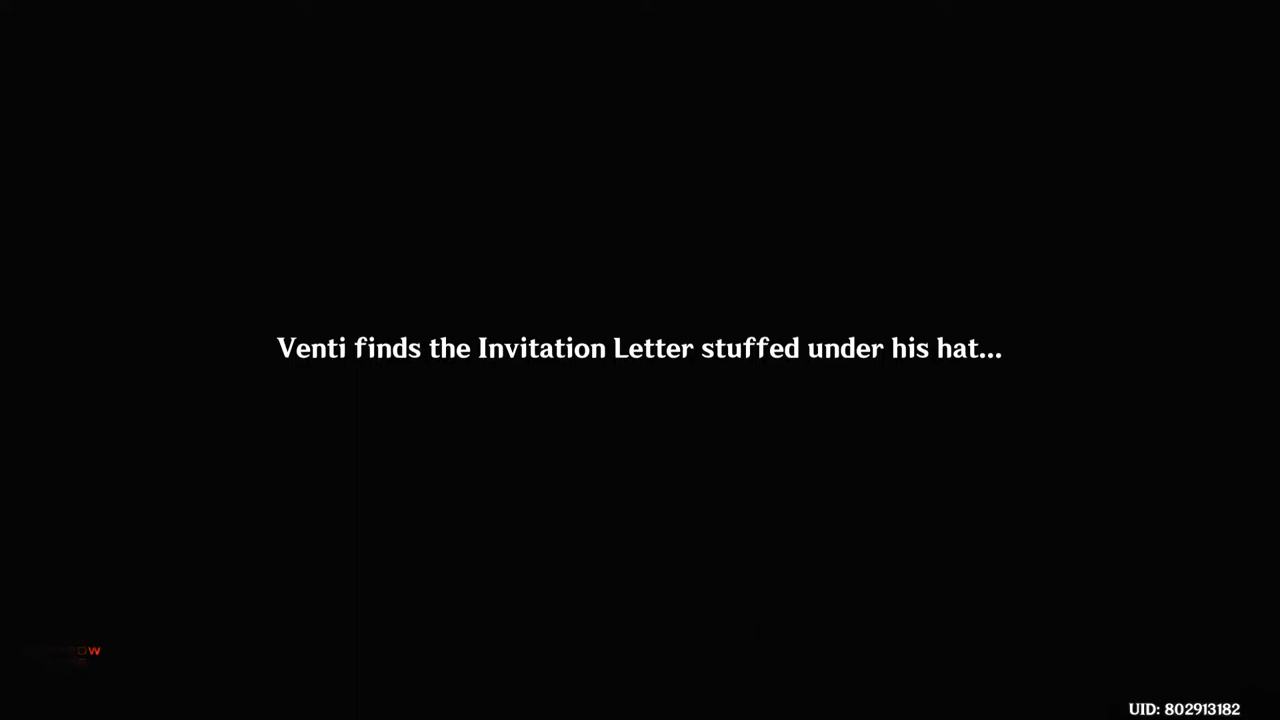 Venti finds the Invitation Letter stuffed under his hat...
UID: 802913182